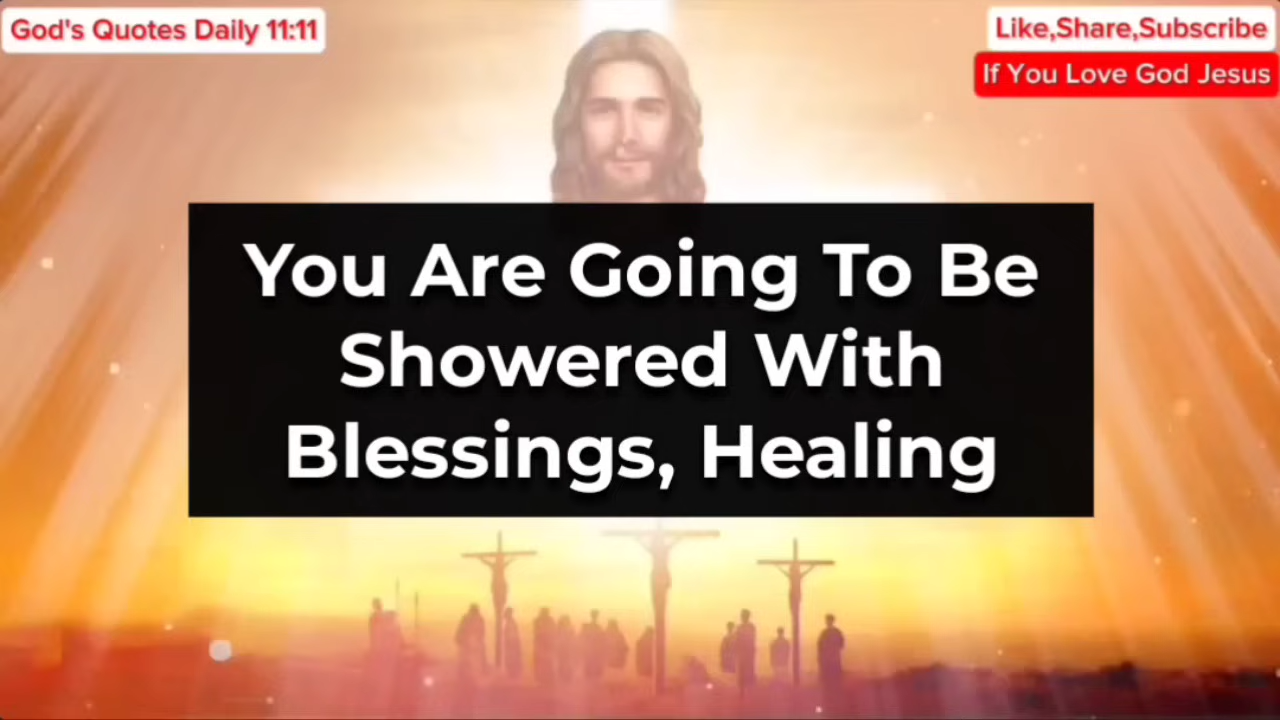 God's Quotes Daily 11:11
Like,Share,Subscribe
If You Love God Jesus
You Are Going To Be
Showered With
Blessings, Healing